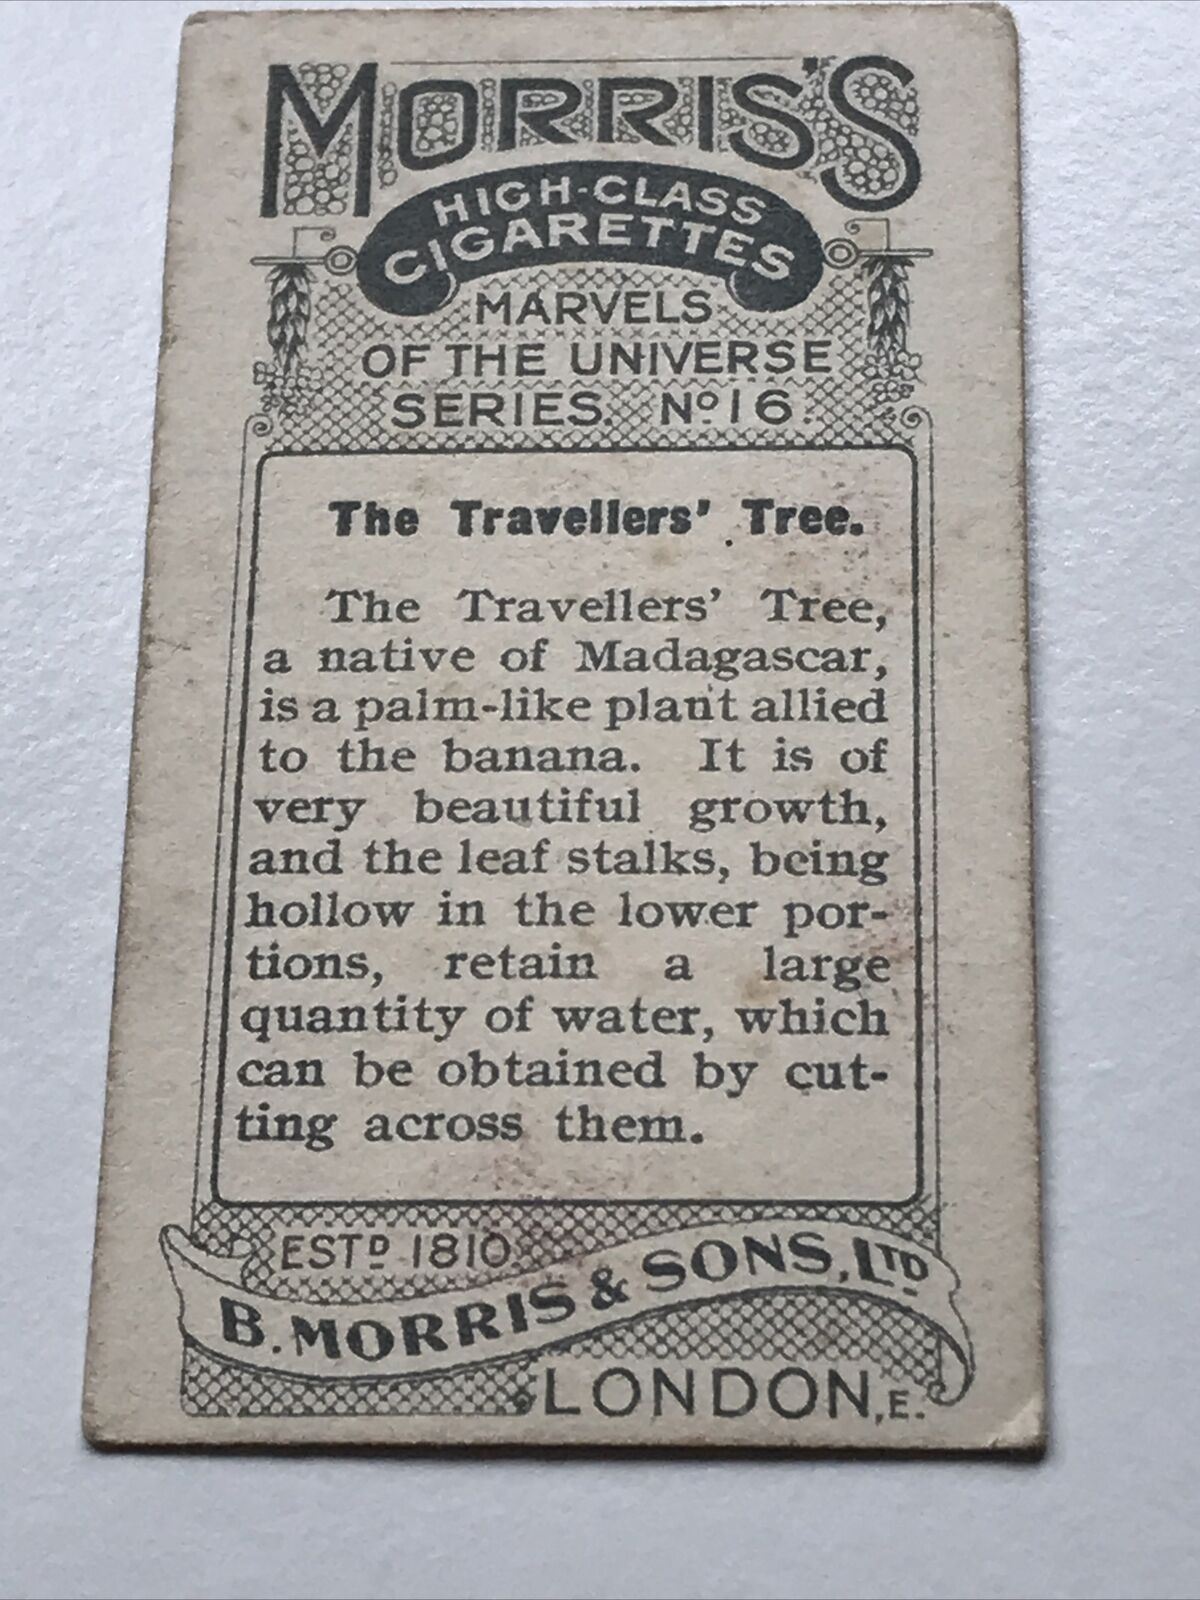 MORRIS'S
HIGH-CLASS
CIGARETTES
MARVELS
OF THE UNIVERSE
SERIES. Nº 16.
The Travellers' Tree.
The Travellers' Tree,
a native of Madagascar,
is a palm-like plant allied
to the banana. It is of
very beautiful growth,
and the leaf stalks, being
hollow in the lower por-
tions, retain a large
quantity of water, which
can be obtained by cut-
ting across them.
ESTD 1810.
B. MORRIS & SONS, LTD
LONDON, E.